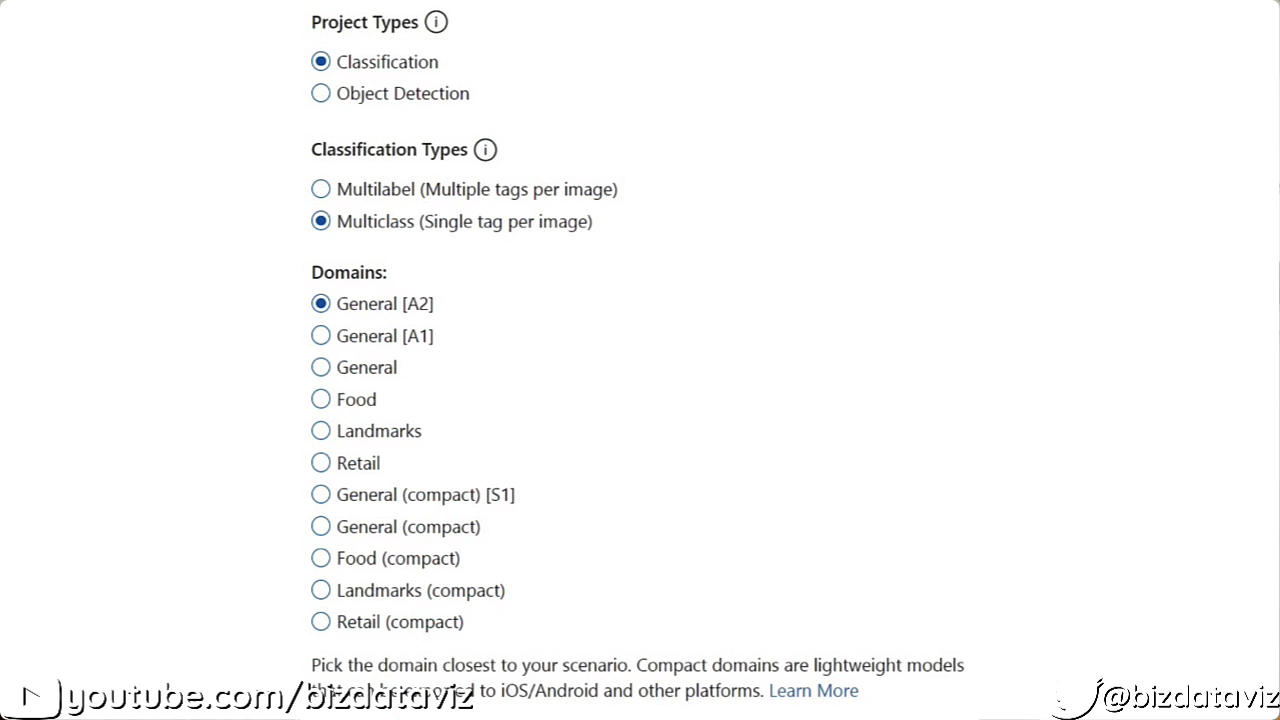 Project Types
Classification
Object Detection
Classification Types
Multilabel (Multiple tags per image)
Multiclass (Single tag per image)
Domains:
General [A2]
General [A1]
General
Food
Landmarks
Retail
General (compact) [S1]
General (compact)
Food (compact)
Landmarks (compact)
Retail (compact)
Pick the domain closest to your scenario. Compact domains are lightweight models
to iOS/Android and other platforms. Learn More
youtube.com/bizdataviz
@bizdataviz